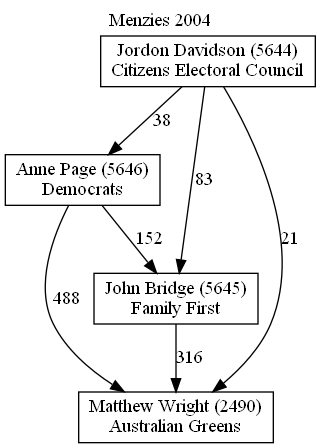 Menzies 2004
Jordon Davidson (5644)
Citizens Electoral Council
38
Anne Page (5646)
Democrats
83
152
21
John Bridge (5645)
Family First
488
316
Matthew Wright (2490)
Australian Greens